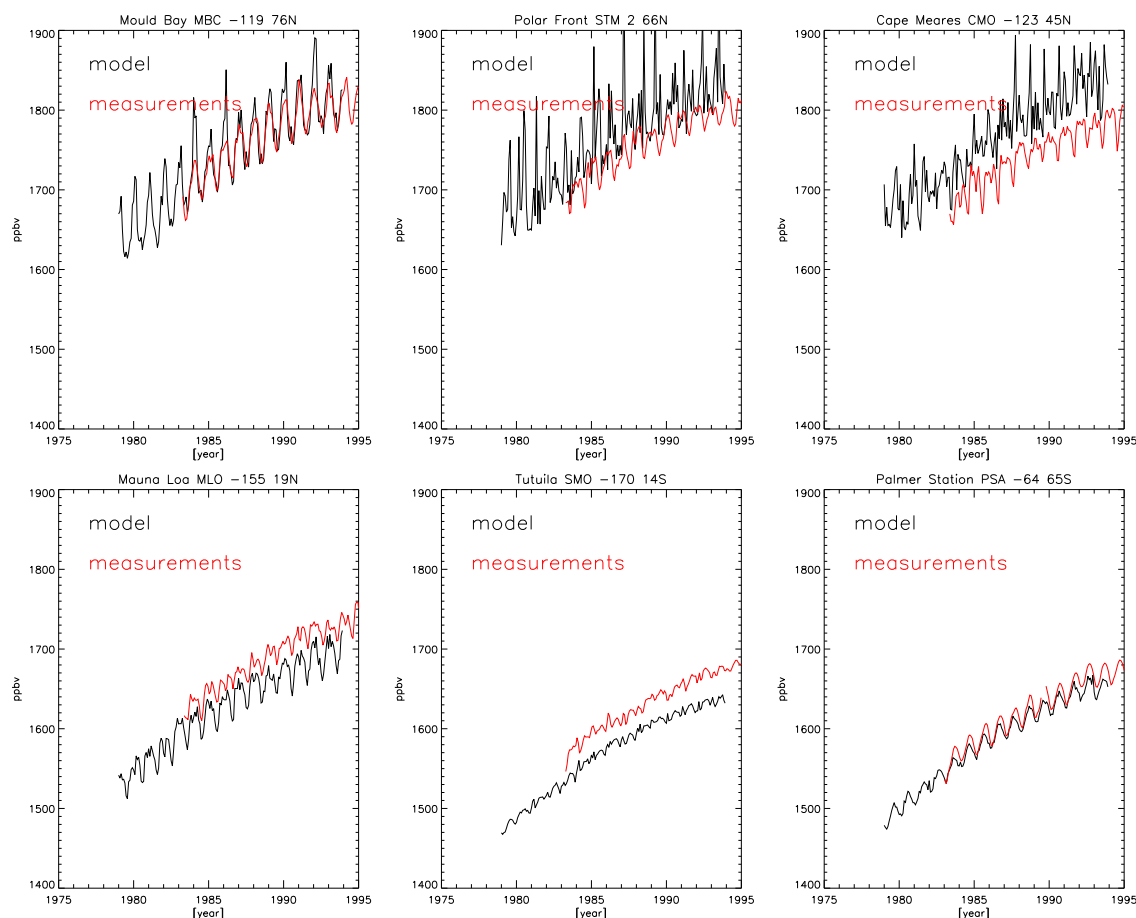 Mould Bay MBC −119 76N
1900
1800
1700
1600
1500
1400
ppbv
model
measurements
1975 1980 1985 1990 1995
[year]
Polar Front STM 2 66N
1900
1800
1700
1600
1500
1400
ppbv
model
measurements
1975 1980 1985 1990 1995
[year]
Cape Meares CMO −123 45N
1900
1800
1700
1600
1500
1400
ppbv
model
measurements
1975 1980 1985 1990 1995
[year]
Mauna Loa MLO −155 19N
1900
1800
1700
1600
1500
1400
ppbv
model
measurements
1975 1980 1985 1990 1995
[year]
Tutuila SMO −170 14S
1900
1800
1700
1600
1500
1400
ppbv
model
measurements
1975 1980 1985 1990 1995
[year]
Palmer Station PSA −64 65S
1900
1800
1700
1600
1500
1400
ppbv
model
measurements
1975 1980 1985 1990 1995
[year]